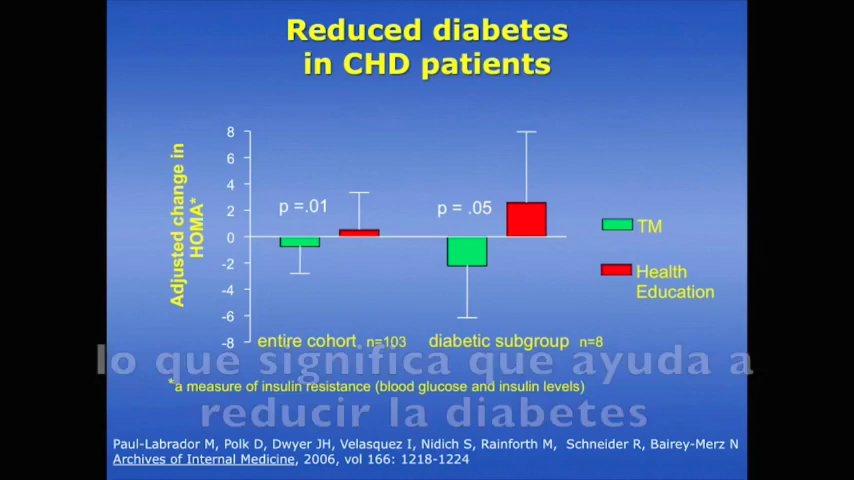 Reduced diabetes
in CHD patients
Adjusted change in
HOMA*
8
6
4
2
0
-2
-4
-6
-8
p =.01
p = .05
TM
Health
Education
entire cohort n=103
diabetic subgroup n=8
lo que significa que ayuda a
*a measure of insulin resistance (blood glucose and insulin levels)
reducir la diabetes
Paul-Labrador M, Polk D, Dwyer JH, Velasquez I, Nidich S, Rainforth M, Schneider R, Bairey-Merz N
Archives of Internal Medicine, 2006, vol 166: 1218-1224